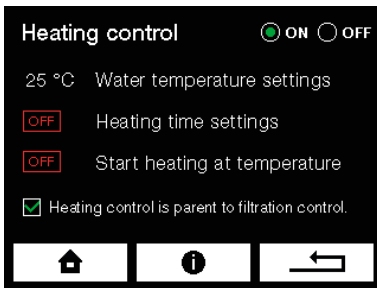 Heating control ON OFF
25 °C Water temperature settings
OFF Heating time settings
OFF Start heating at temperature
Heating control is parent to filtration control.